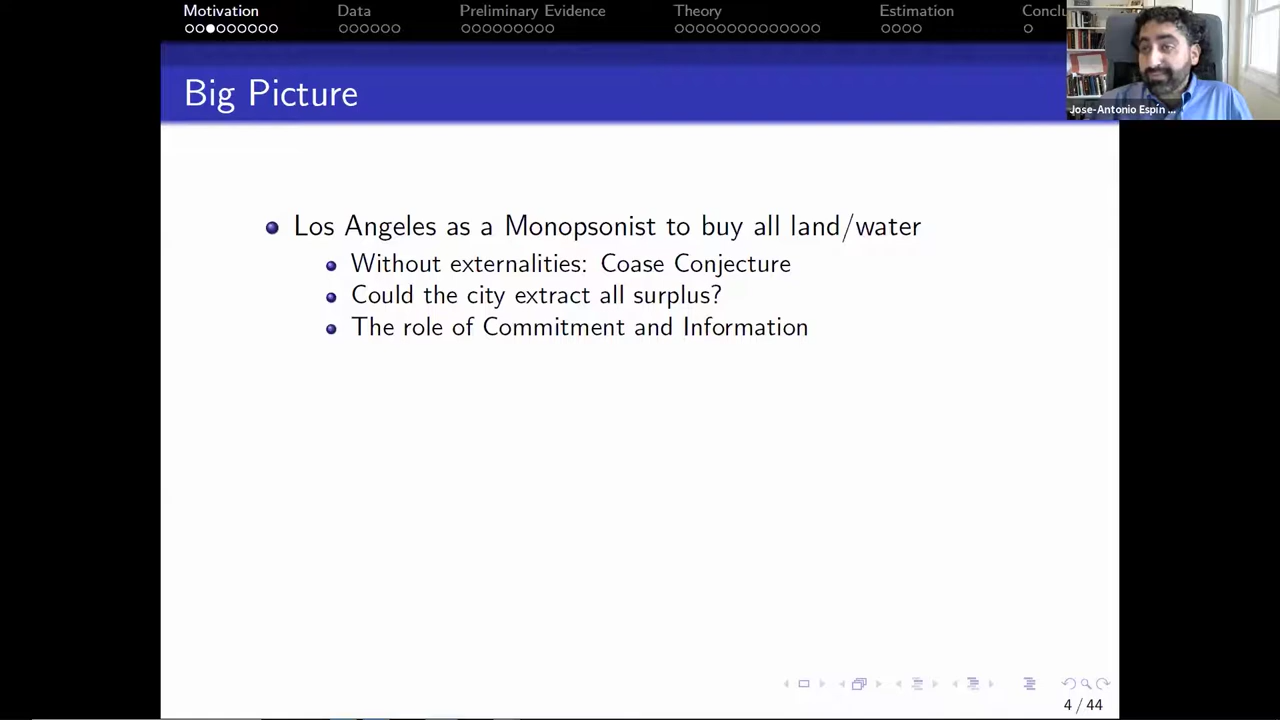 Motivation Data Preliminary Evidence Theory Estimation Conclu
Big Picture
Jose-Antonio Espín ...
Los Angeles as a Monopsonist to buy all land/water
Without externalities: Coase Conjecture
Could the city extract all surplus?
The role of Commitment and Information
4 / 44